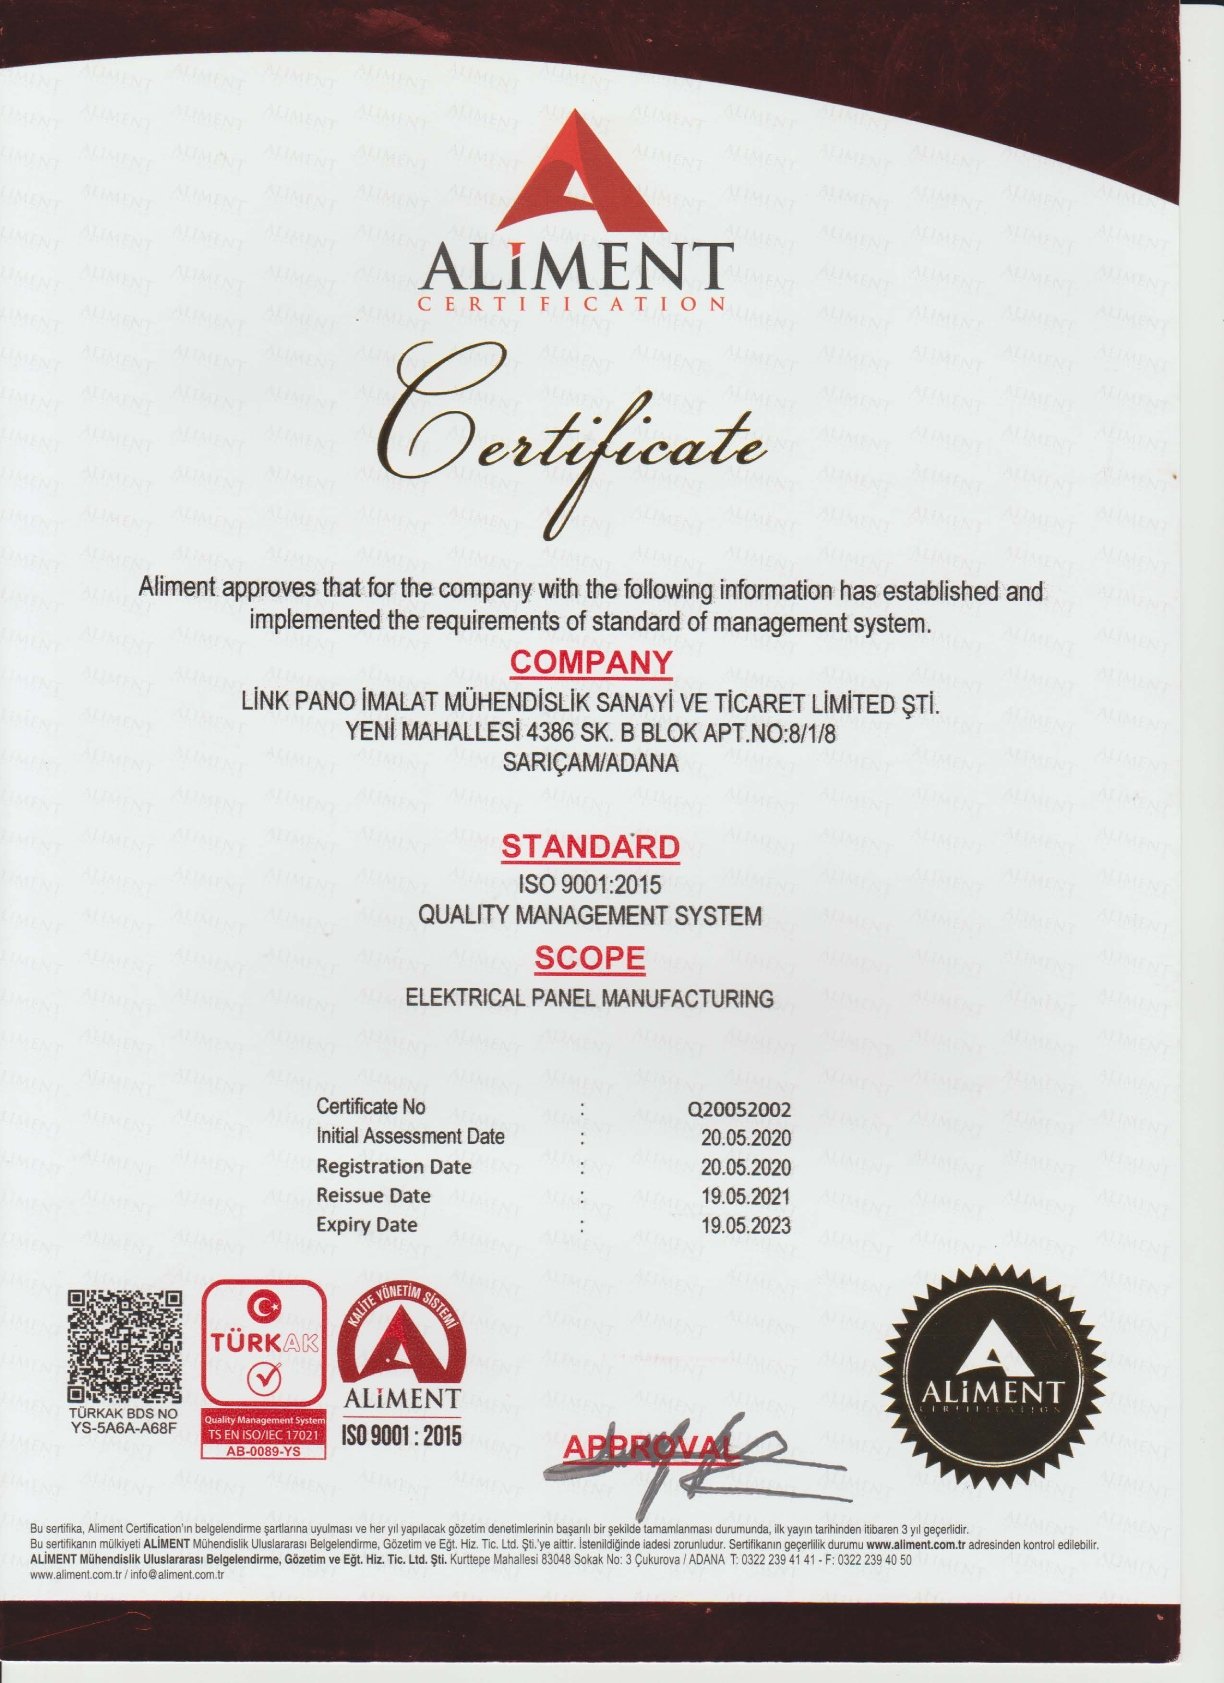 ALİMENT
CERTIFICATION
Certificate
Aliment approves that for the company with the following information has established and
implemented the requirements of standard of management system.
COMPANY
LİNK PANO İMALAT MÜHENDİSLİK SANAYİ VE TİCARET LİMİTED ŞTİ.
YENİ MAHALLESİ 4386 SK. B BLOK APT.NO:8/1/8
SARIÇAM/ADANA
STANDARD
ISO 9001:2015
QUALITY MANAGEMENT SYSTEM
SCOPE
ELEKTRICAL PANEL MANUFACTURING
Certificate No : Q20052002
Initial Assessment Date : 20.05.2020
Registration Date : 20.05.2020
Reissue Date : 19.05.2021
Expiry Date : 19.05.2023
TÜRKAK BDS NO
YS-5A6A-A68F
TÜRKAK
Quality Management System
TS EN ISO/IEC 17021
AB-0089-YS
KALİTE YÖNETİM SİSTEMİ
ALİMENT
ISO 9001 : 2015
APPROVAL
ALİMENT
CERTIFICATION
Bu sertifika, Aliment Certification'ın belgelendirme şartlarına uyulması ve her yıl yapılacak gözetim denetimlerinin başarılı bir şekilde tamamlanması durumunda, ilk yayın tarihinden itibaren 3 yıl geçerlidir.
Bu sertifikanın mülkiyeti ALİMENT Mühendislik Uluslararası Belgelendirme, Gözetim ve Eğt. Hiz. Tic. Ltd. Şti.'ye aittir. İstenildiğinde iadesi zorunludur. Sertifikanın geçerlilik durumu www.aliment.com.tr adresinden kontrol edilebilir.
ALİMENT Mühendislik Uluslararası Belgelendirme, Gözetim ve Eğt. Hiz. Tic. Ltd. Şti. Kurttepe Mahallesi 83048 Sokak No: 3 Çukurova / ADANA T: 0322 239 41 41 - F: 0322 239 40 50
www.aliment.com.tr / info@aliment.com.tr